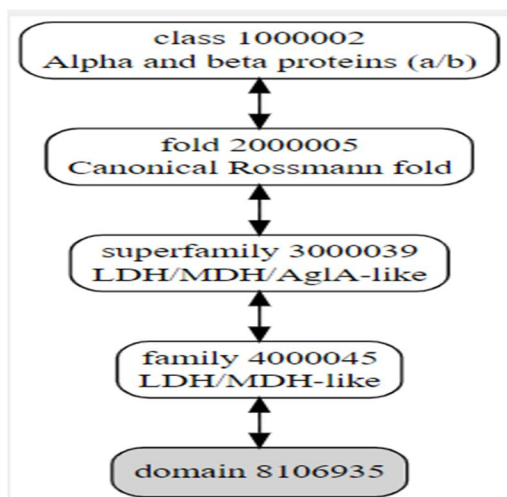 class 1000002
Alpha and beta proteins (a/b)
fold 2000005
Canonical Rossmann fold
superfamily 3000039
LDH/MDH/AglA-like
family 4000045
LDH/MDH-like
domain 8106935